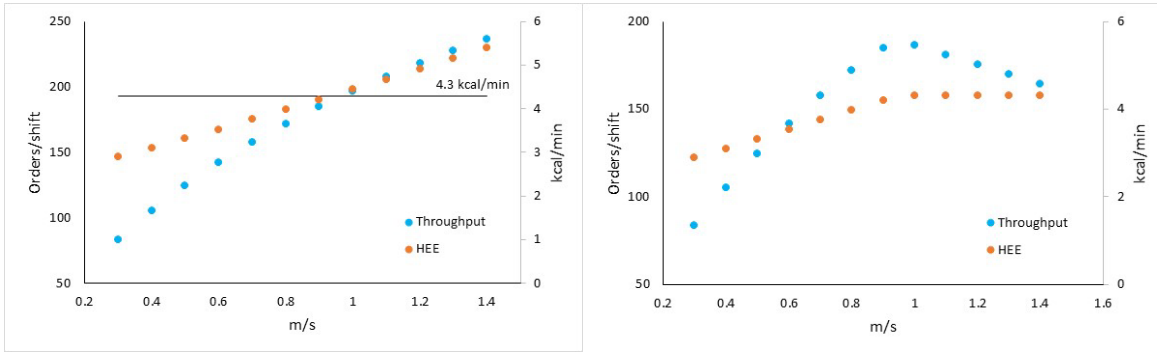 250
200
150
100
50
Orders/shift
6
5
4
3
2
1
0
kcal/min
4.3 kcal/min
Throughput
HEE
0.2 0.4 0.6 0.8 1 1.2 1.4
m/s
200
150
100
50
Orders/shift
6
4
2
0
kcal/min
Throughput
HEE
0.2 0.4 0.6 0.8 1 1.2 1.4 1.6
m/s